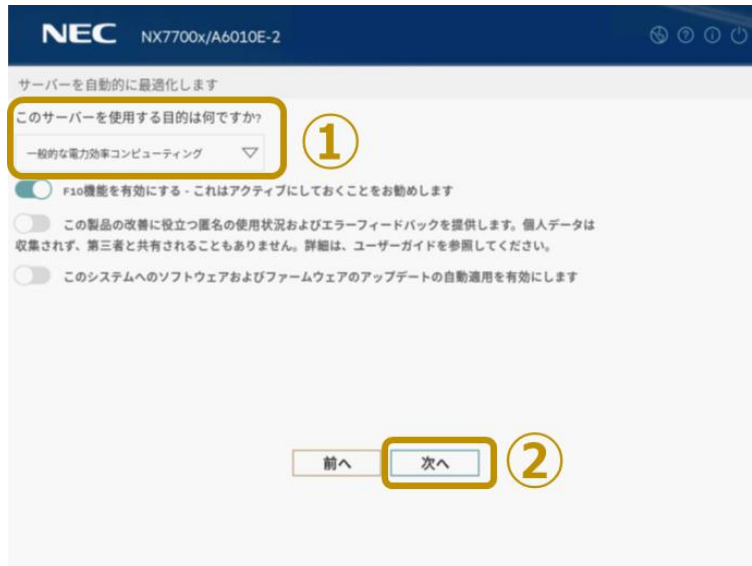 NEC NX7700x/A6010E-2
サーバーを自動的に最適化します
このサーバーを使用する目的は何ですか?
①
一般的な電力効率コンピューティング
F10機能を有効にする - これはアクティブにしておくことをお勧めします
この製品の改善に役立つ匿名の使用状況およびエラーフィードバックを提供します。個人データは
収集されず、第三者と共有されることもありません。詳細は、ユーザーガイドを参照してください。
このシステムへのソフトウェアおよびファームウェアのアップデートの自動適用を有効にします
前へ 次へ ②